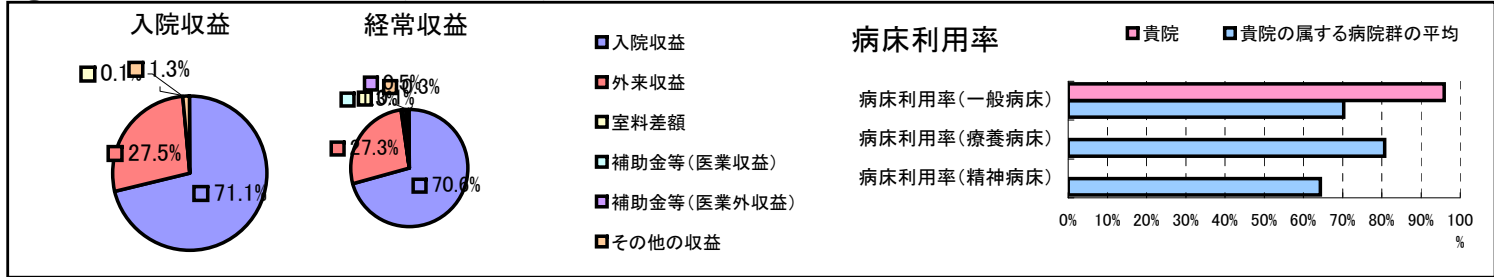 入院収益
0.1%
1.3%
27.5%
71.1%
経常収益
0.3%
27.3%
70.6%
入院収益
外来収益
室料差額
補助金等(医業収益)
補助金等(医業外収益)
その他の収益
病床利用率
貴院
貴院の属する病院群の平均
病床利用率(一般病床)
病床利用率(療養病床)
病床利用率(精神病床)
0% 10% 20% 30% 40% 50% 60% 70% 80% 90% 100
%